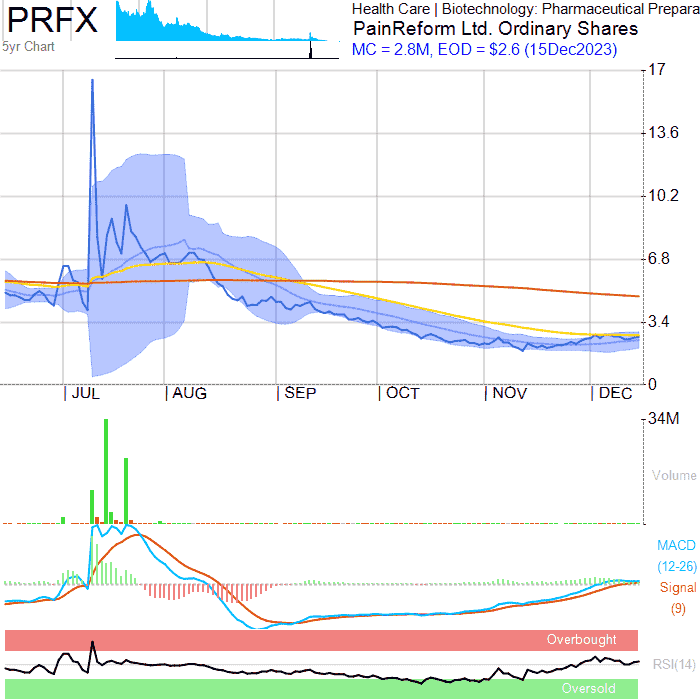 PRFX
5yr Chart
Health Care | Biotechnology: Pharmaceutical Prepara
PainReform Ltd. Ordinary Shares
MC = 2.8M, EOD = $2.6 (15Dec2023)
17
13.6
10.2
6.8
3.4
0
JUL
AUG
SEP
OCT
NOV
DEC
34M
Volume
MACD
(12-26)
Signal
(9)
Overbought
RSI(14)
Oversold